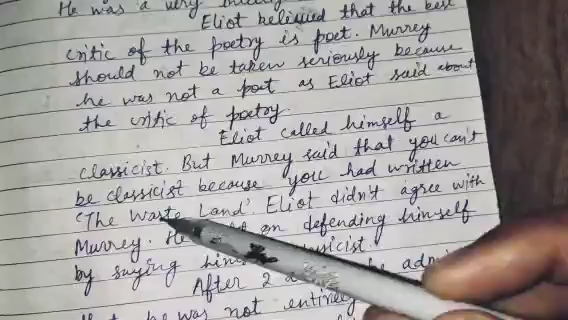 He was a very
Eliot believed that the best
critic of the poetry is poet. Murrey
should not be taken seriously because
he was not a poet as Eliot said about
the critic of poetry.
Eliot called himself a
classicist. But Murrey said that you can't
be classicist because you had written
'The Waste Land'. Eliot didn't agree with
Murrey. He on defending himself
by saying
After 2
he was not entirely